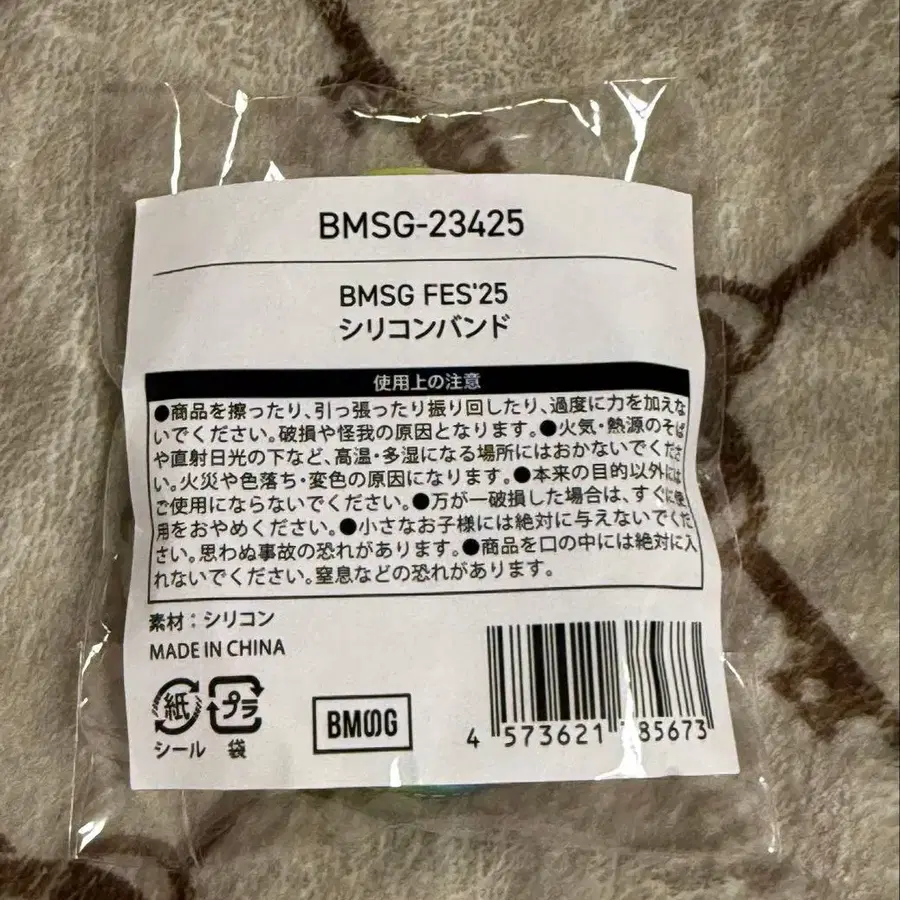 BMSG-23425
BMSG FES'25
シリコンバンド
使用上の注意
●商品を擦ったり、引っ張ったり振り回したり、過度に力を加えな
いでください。破損や怪我の原因となります。●火気・熱源のそば
や直射日光の下など、高温・多湿になる場所にはおかないでくださ
い。火災や色落ち・変色の原因になります。●本来の目的以外には
ご使用にならないでください。●万が一破損した場合は、すぐに使
用をおやめください。●小さなお子様には絶対に与えないでくだ
さい。思わぬ事故の恐れがあります。●商品を口の中には絶対に入
れないでください。窒息などの恐れがあります。
素材：シリコン
MADE IN CHINA
紙 プラ
シール 袋
BMSG
4 573621 785673